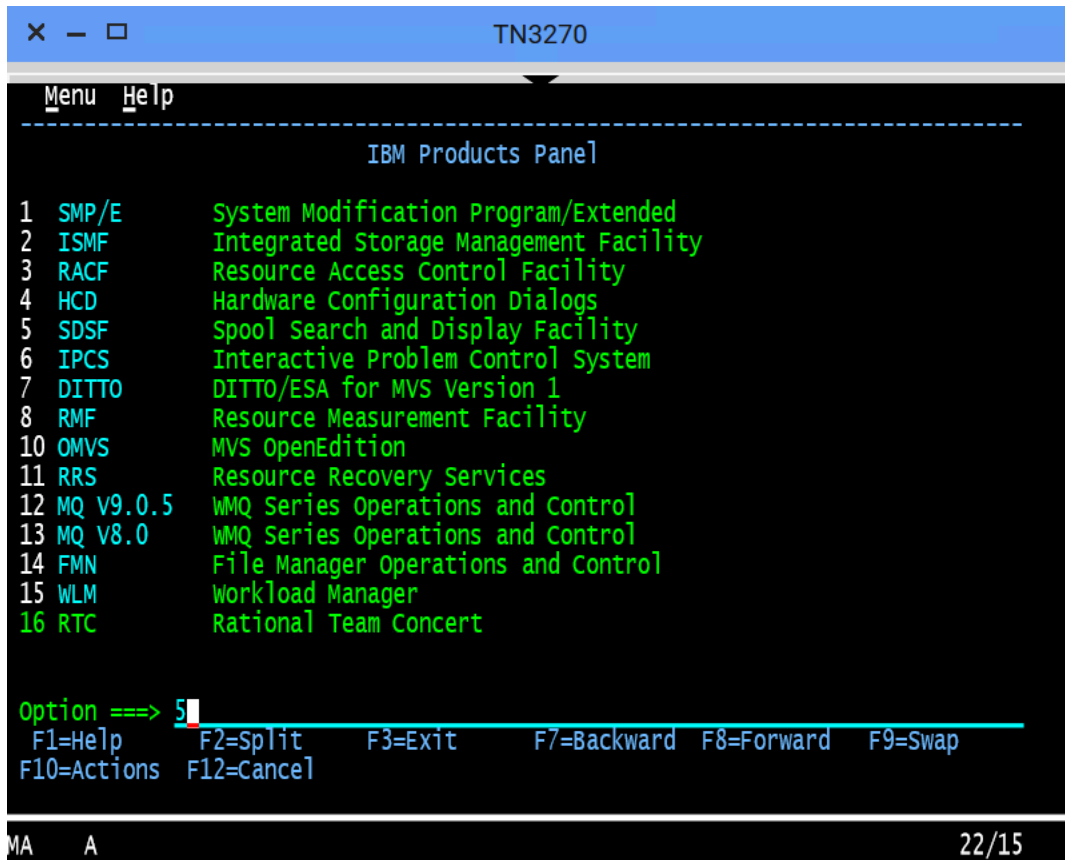 TN3270
Menu Help
IBM Products Panel
1 SMP/E System Modification Program/Extended
2 ISMF Integrated Storage Management Facility
3 RACF Resource Access Control Facility
4 HCD Hardware Configuration Dialogs
5 SDSF Spool Search and Display Facility
6 IPCS Interactive Problem Control System
7 DITTO DITTO/ESA for MVS Version 1
8 RMF Resource Measurement Facility
10 OMVS MVS OpenEdition
11 RRS Resource Recovery Services
12 MQ V9.0.5 WMQ Series Operations and Control
13 MQ V8.0 WMQ Series Operations and Control
14 FMN File Manager Operations and Control
15 WLM Workload Manager
16 RTC Rational Team Concert
Option ===> 5
F1=Help F2=Split F3=Exit F7=Backward F8=Forward F9=Swap
F10=Actions F12=Cancel
MA A 22/15